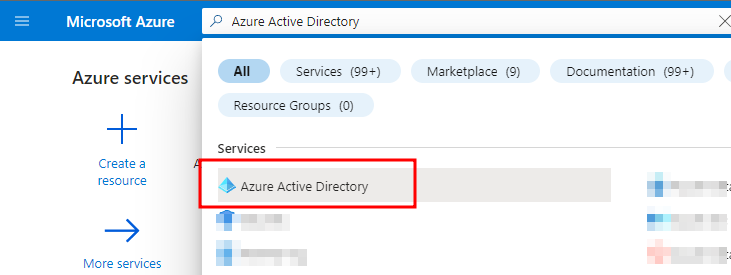 Microsoft Azure
Azure Active Directory
Azure services
All
Services (99+)
Marketplace (9)
Documentation (99+)
Resource Groups (0)
Services
Azure Active Directory
Create a
resource
More services